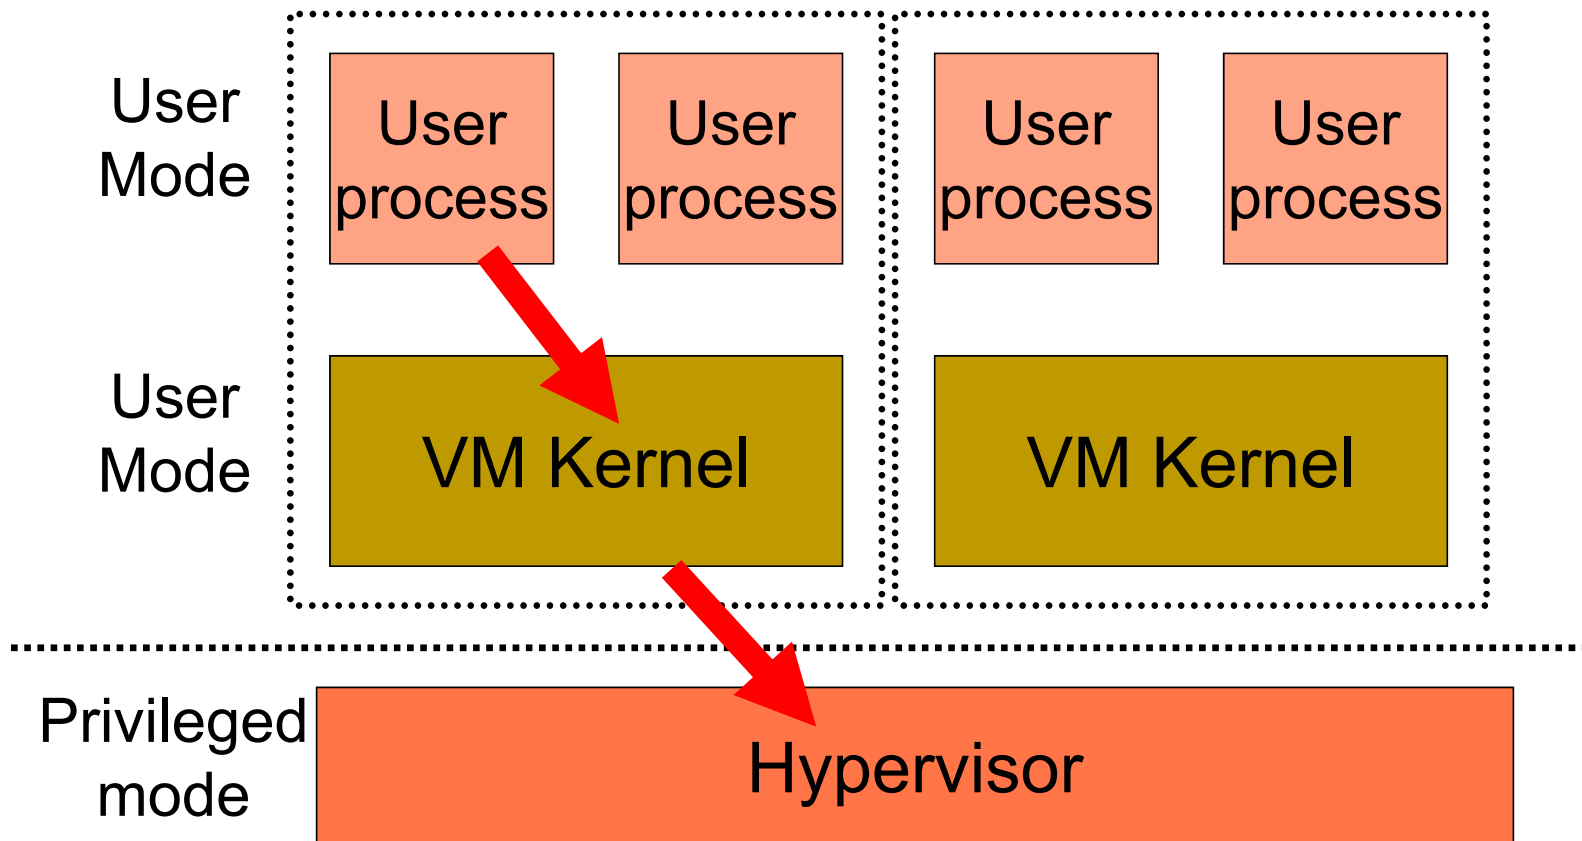 User
Mode
User
process
User
process
User
process
User
process
User
Mode
VM Kernel
VM Kernel
Privileged
mode
Hypervisor